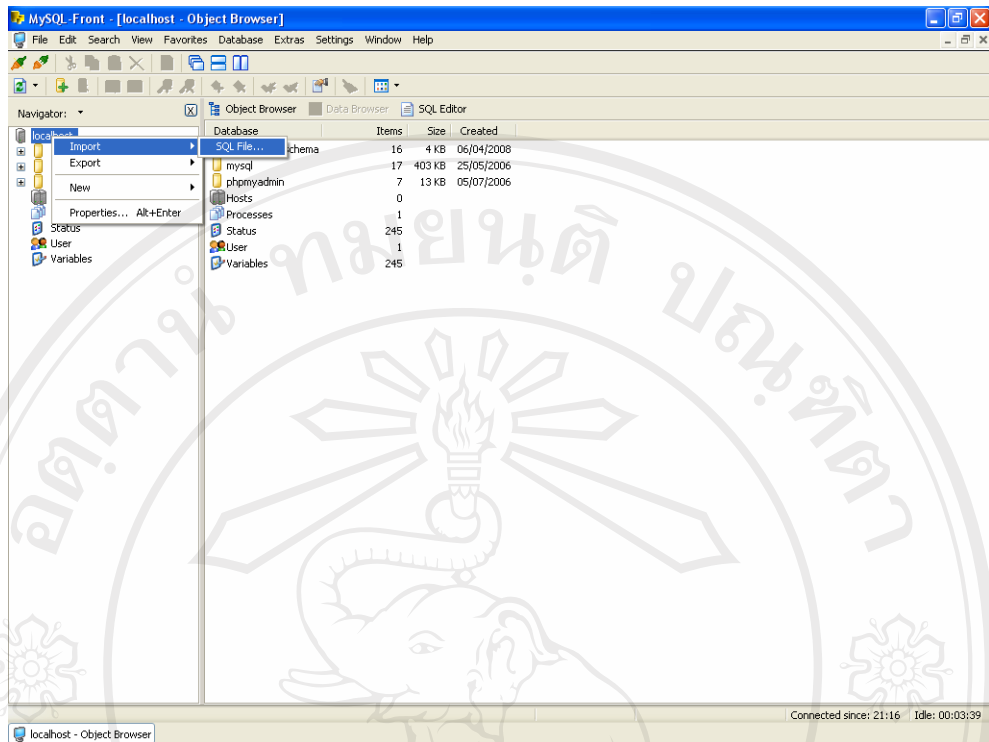 MySQL-Front - [localhost - Object Browser]
File Edit Search View Favorites Database Extras Settings Window Help
Navigator:
Object Browser Data Browser SQL Editor
localhost
Import
Export
New
Properties... Alt+Enter
SQL File...
Status
User
Variables
Database Items Size Created
chema 16 4 KB 06/04/2008
mysql 17 403 KB 25/05/2006
phpmyadmin 7 13 KB 05/07/2006
Hosts 0
Processes 1
Status 245
User 1
Variables 245
Connected since: 21:16 Idle: 00:03:39
localhost - Object Browser